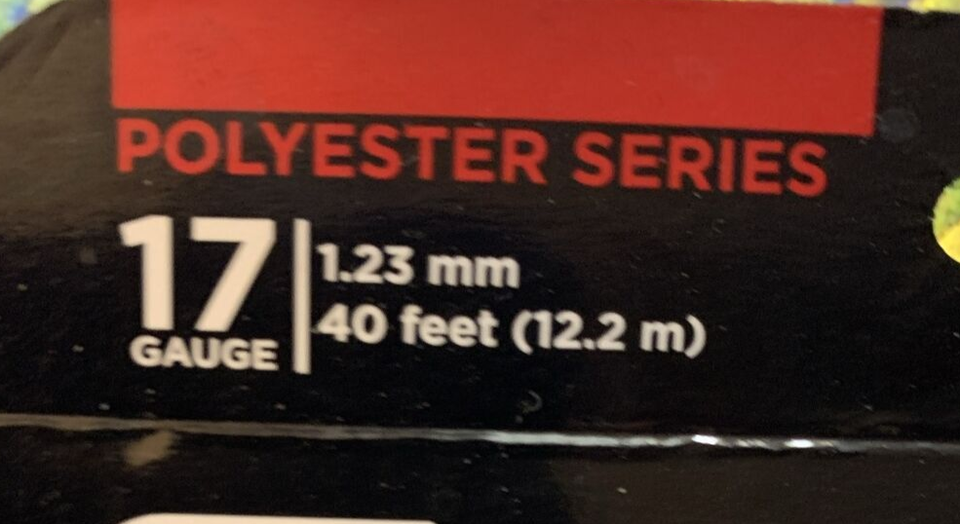 POLYESTER SERIES
17
GAUGE
1.23 mm
40 feet (12.2 m)